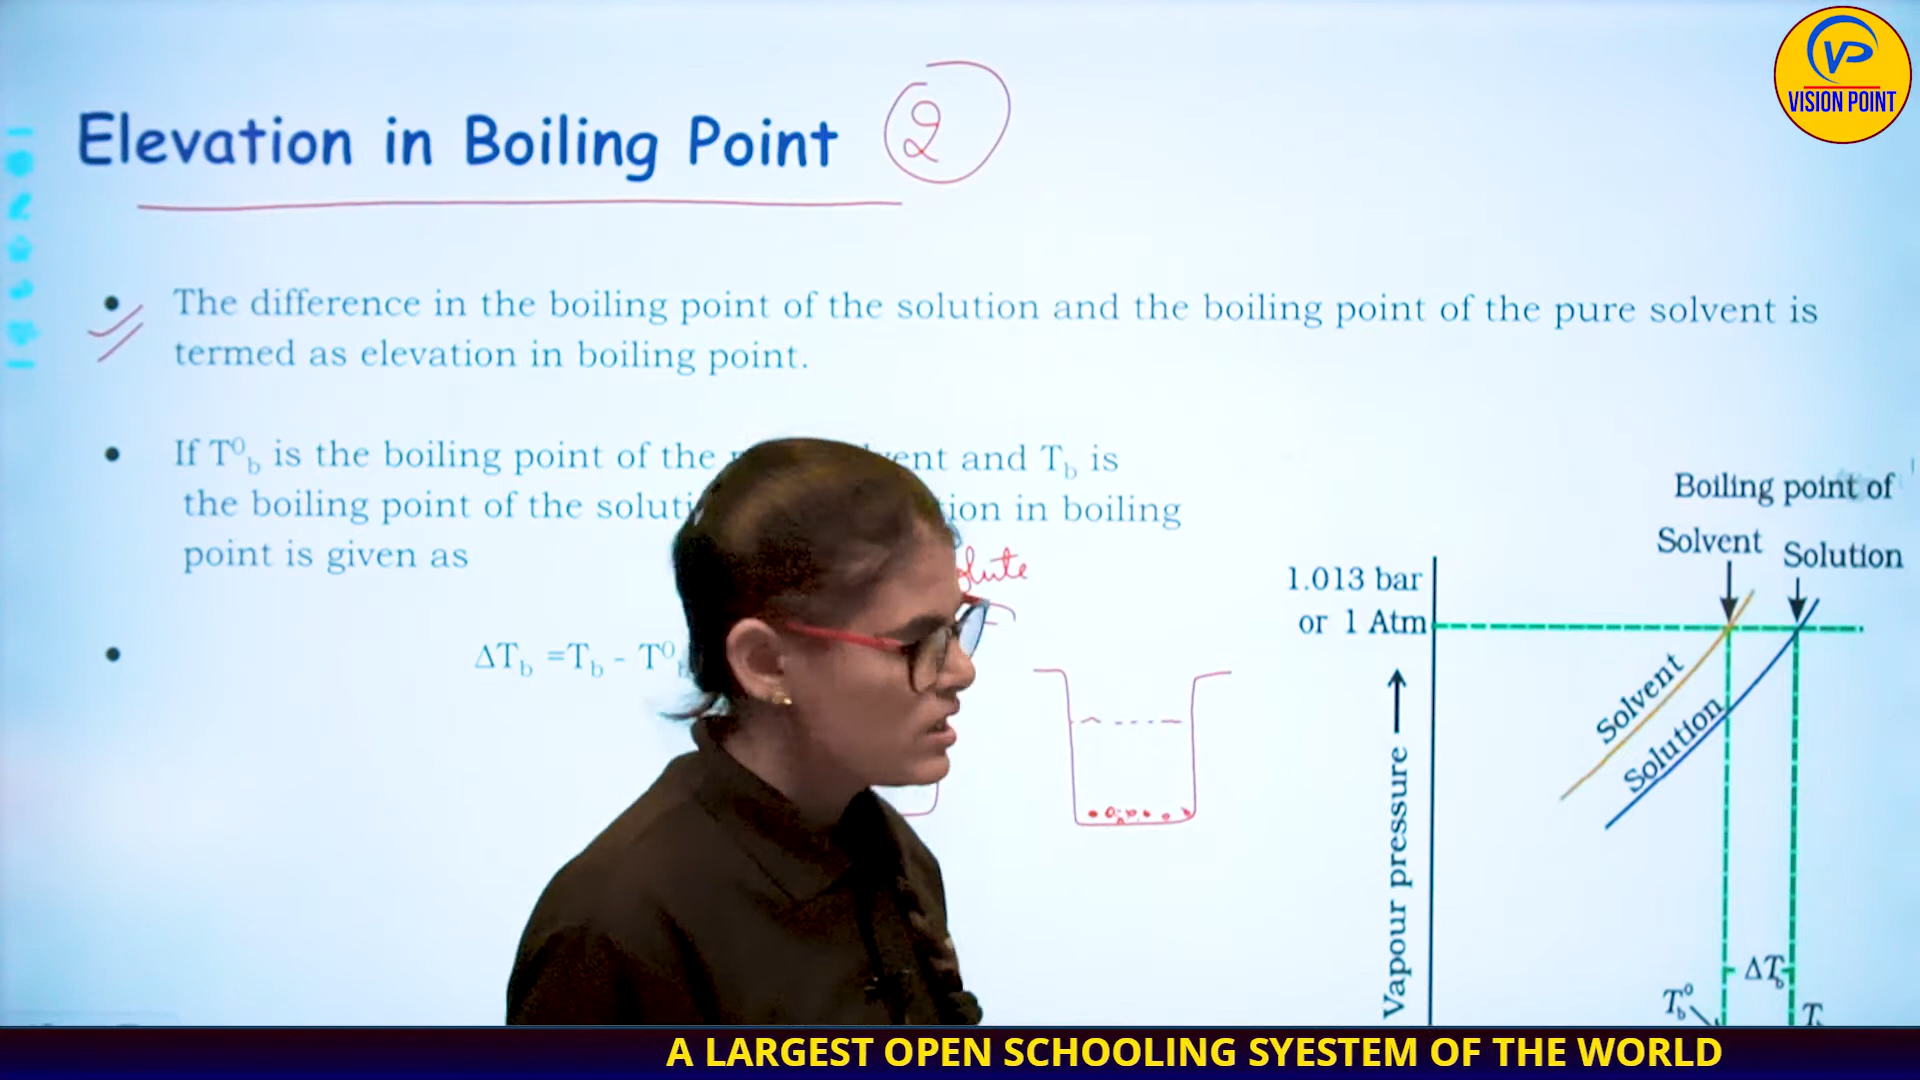 VP
VISION POINT
Elevation in Boiling Point 2
• The difference in the boiling point of the solution and the boiling point of the pure solvent is
termed as elevation in boiling point.
• If T⁰b is the boiling point of the and Tb is
the boiling point of the in boiling
point is given as
• ΔTb =Tb - T⁰
Boiling point of
Solvent Solution
1.013 bar
or 1 Atm
Solvent
Solution
Vapour pressure
ΔTb
Tb⁰
A LARGEST OPEN SCHOOLING SYESTEM OF THE WORLD